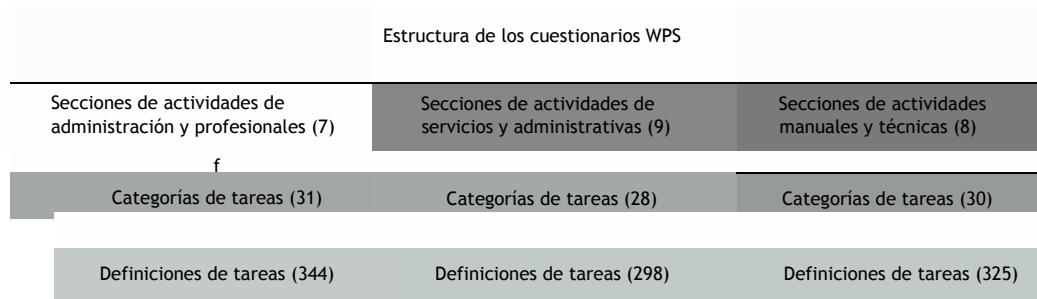 Estructura de los cuestionarios WPS
Secciones de actividades de
administración y profesionales (7)
Secciones de actividades de
servicios y administrativas (9)
Secciones de actividades
manuales y técnicas (8)
f
Categorías de tareas (31)
Categorías de tareas (28)
Categorías de tareas (30)
Definiciones de tareas (344)
Definiciones de tareas (298)
Definiciones de tareas (325)